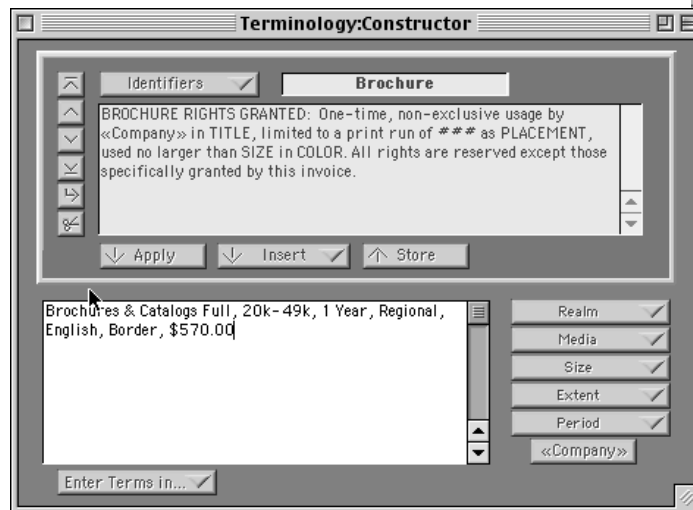 Terminology:Constructor
Identifiers
Brochure
BROCHURE RIGHTS GRANTED: One-time, non-exclusive usage by
«Company» in TITLE, limited to a print run of ### as PLACEMENT,
used no larger than SIZE in COLOR. All rights are reserved except those
specifically granted by this invoice.
Apply
Insert
Store
Brochures & Catalogs Full, 20k-49k, 1 Year, Regional,
English, Border, $570.00
Realm
Media
Size
Extent
Period
«Company»
Enter Terms in...